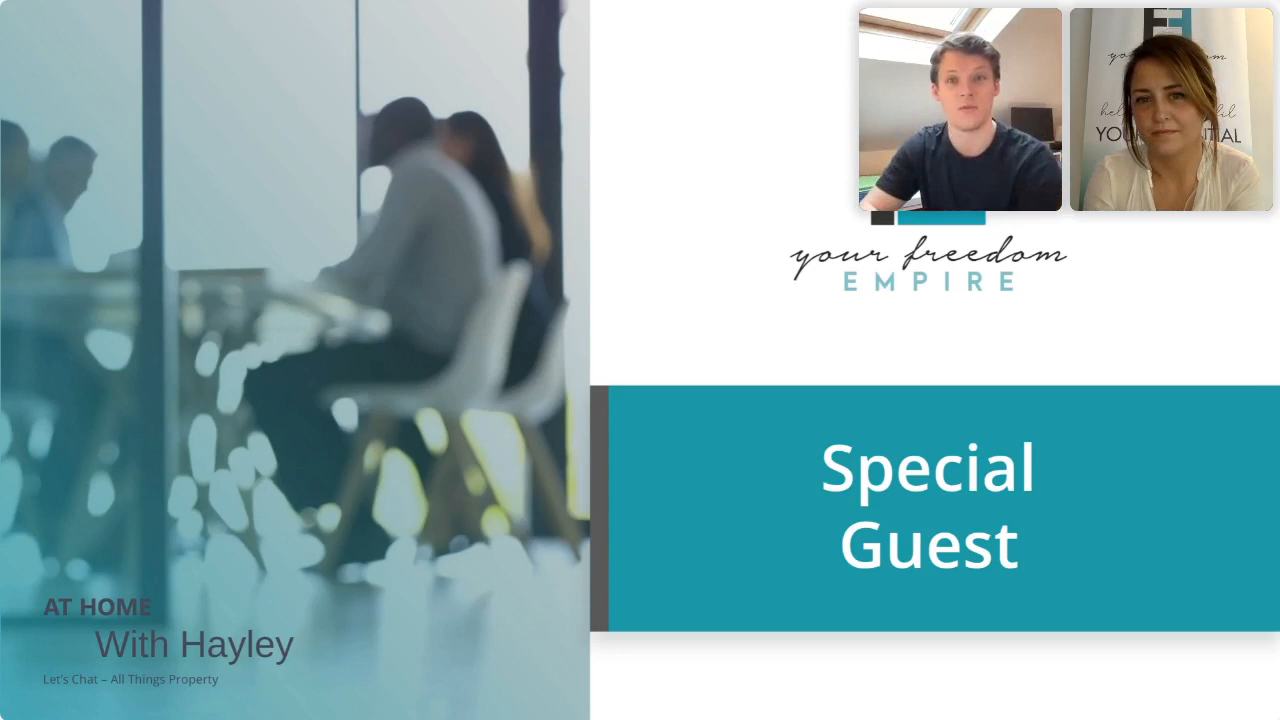 your freedom
EMPIRE
Special
Guest
AT HOME
With Hayley
Let's Chat – All Things Property